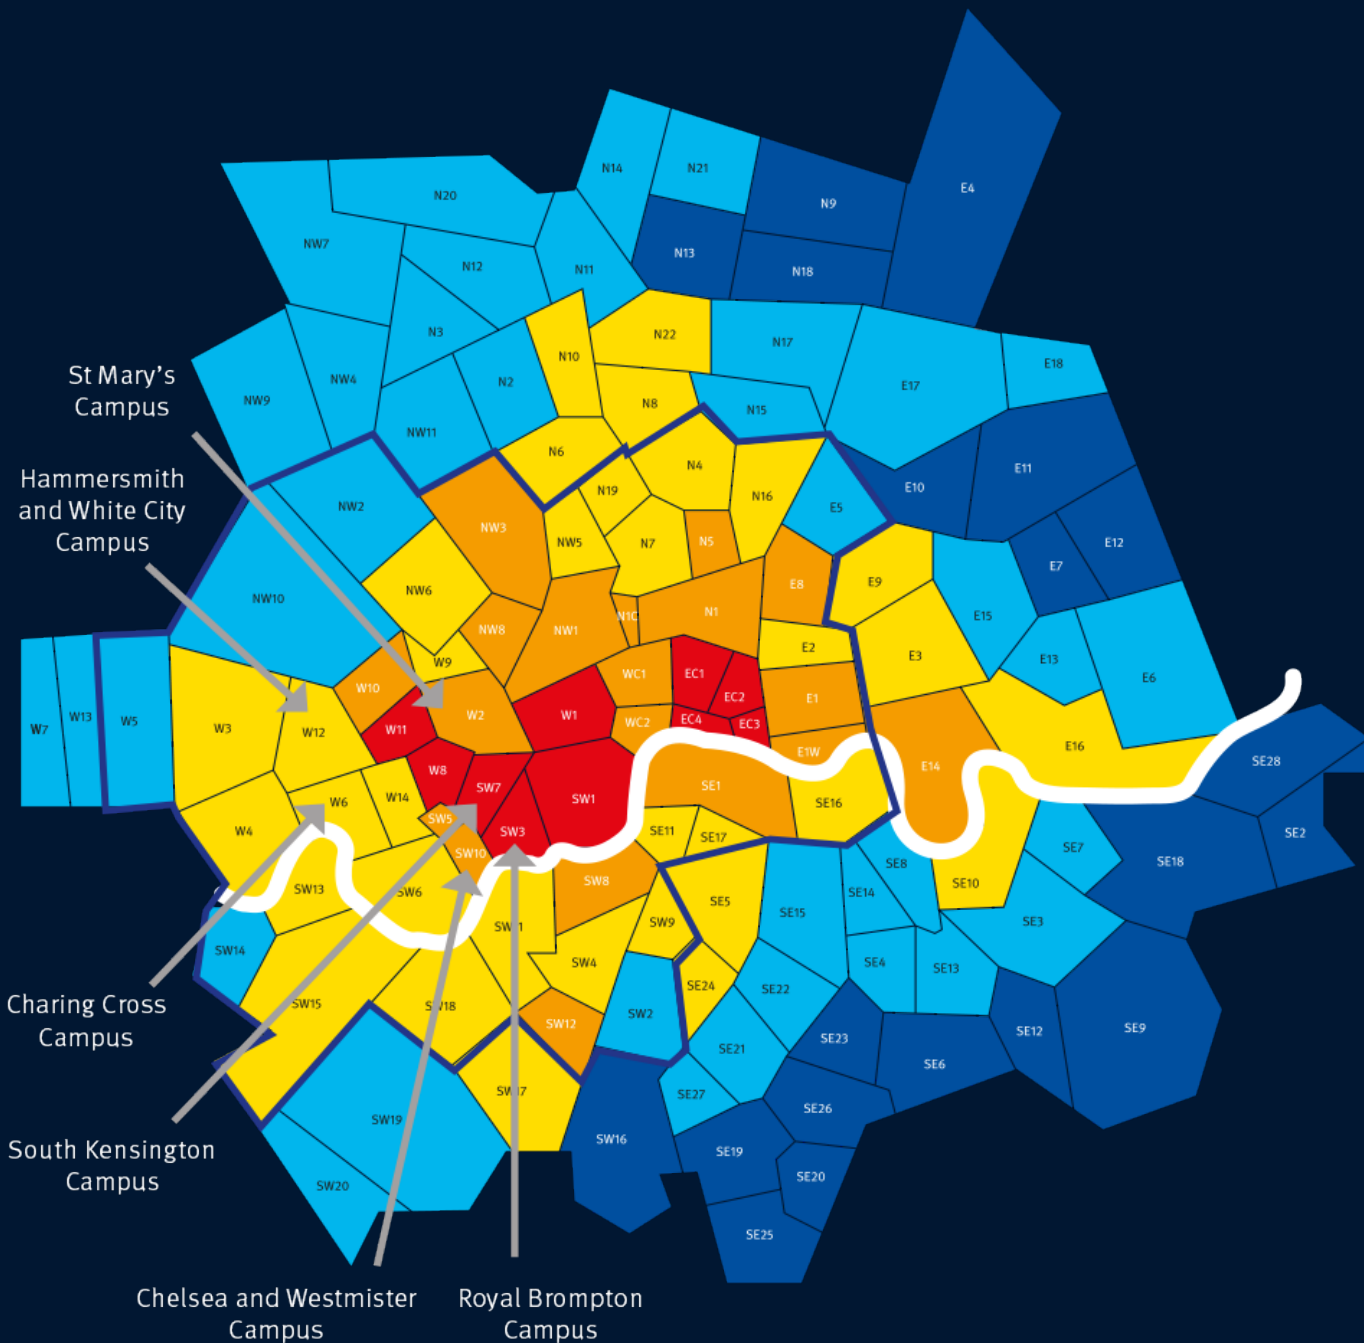 E4
N14
N21
N20
N9
NW7
N13
N12
N11
N18
N3
N22
N17
N10
E18
NW4
N2
E17
St Mary's
Campus
NW9
N8
N15
NW11
N6
N4
E11
Hammersmith
and White City
Campus
N19
N16
E10
NW2
E5
NW3
NW5
N7
N5
E12
E7
E9
E8
NW6
NW10
N1
N1C
E15
NW8
NW1
E2
E3
E13
W9
WC1
EC1
E6
W10
EC2
E1
W7
W13
W5
W3
W12
W11
W2
W1
WC2
EC4
EC3
E16
E1W
E14
SE28
W8
SW7
SE1
SW1
W14
W6
SE16
SW5
W4
SE11
SE17
SW3
SE2
SE7
SW10
SE8
SE18
SW8
SW13
SW6
SE14
SE10
SE5
SE15
SW11
SW9
SE3
SW14
SW4
SE4
SE13
SE24
SE22
Charing Cross
Campus
SW15
SW18
SW2
SW12
SE23
SE12
SE9
SE21
SE6
SW17
SE27
SE26
SW19
South Kensington
Campus
SW16
SE19
SE20
SW20
SE25
Chelsea and Westmister
Campus
Royal Brompton
Campus